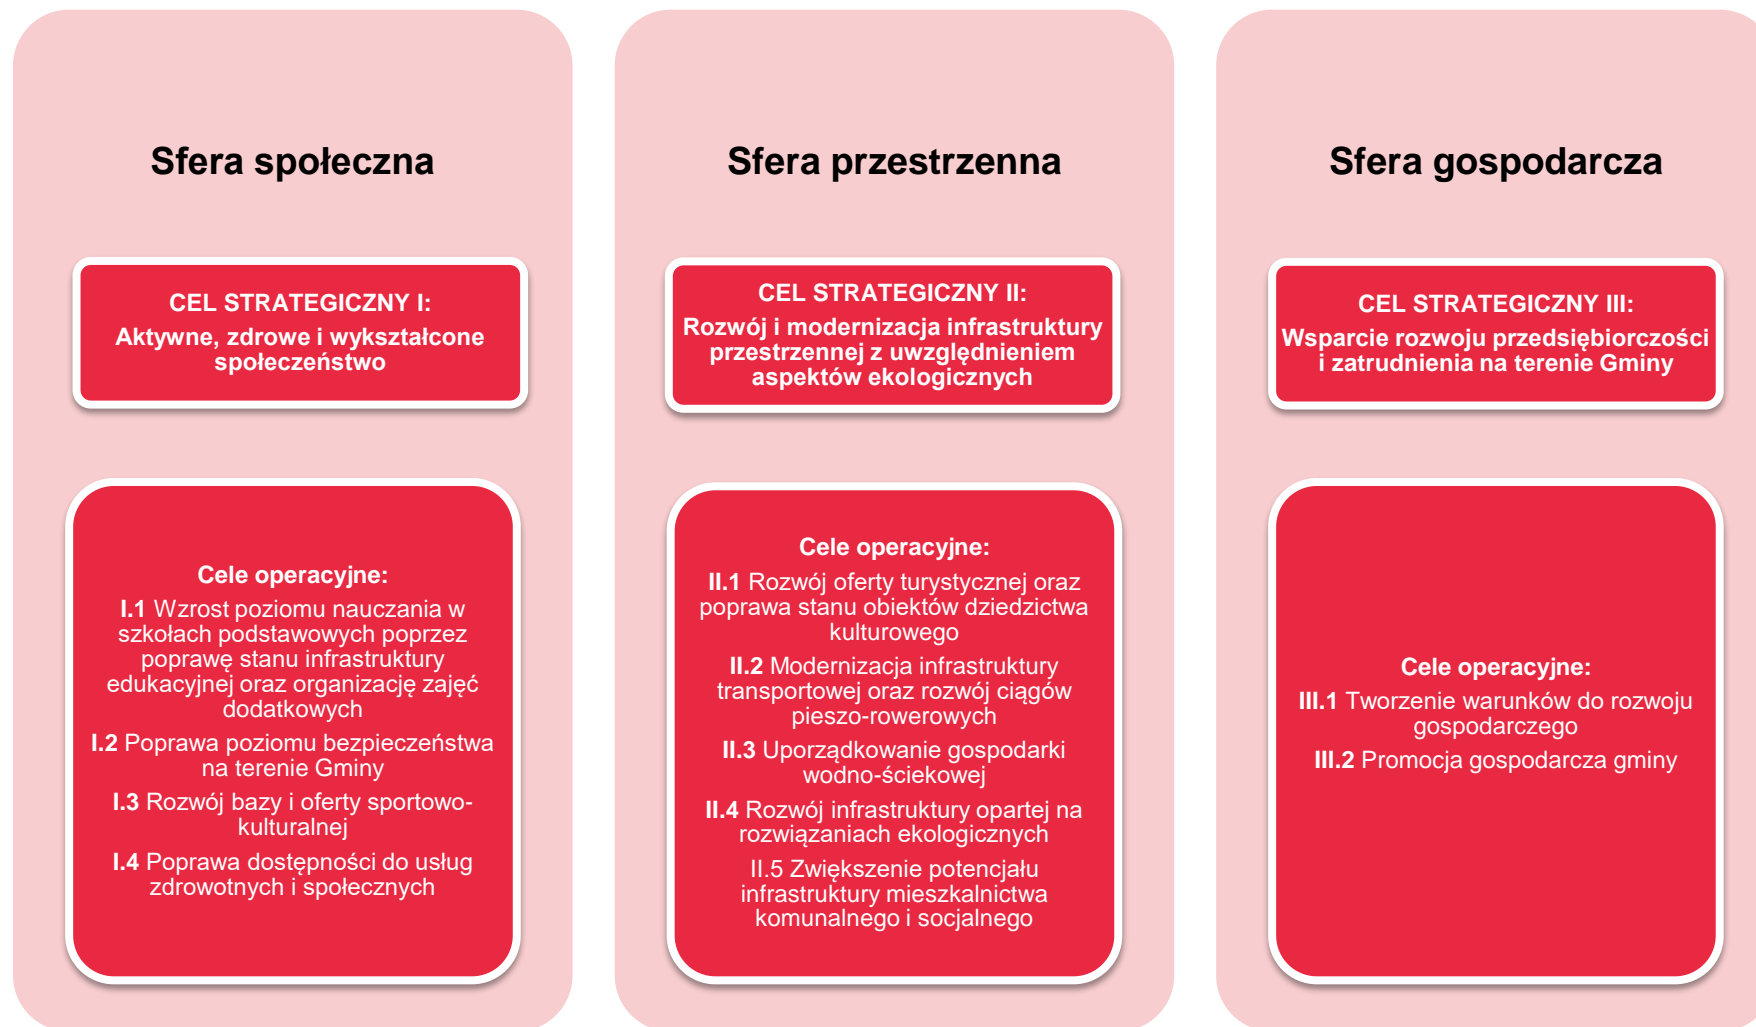 Sfera społeczna
CEL STRATEGICZNY I:
Aktywne, zdrowe i wykształcone
społeczeństwo
Cele operacyjne:
I.1 Wzrost poziomu nauczania w
szkołach podstawowych poprzez
poprawę stanu infrastruktury
edukacyjnej oraz organizację zajęć
dodatkowych
I.2 Poprawa poziomu bezpieczeństwa
na terenie Gminy
I.3 Rozwój bazy i oferty sportowo-
kulturalnej
I.4 Poprawa dostępności do usług
zdrowotnych i społecznych
Sfera przestrzenna
CEL STRATEGICZNY II:
Rozwój i modernizacja infrastruktury
przestrzennej z uwzględnieniem
aspektów ekologicznych
Cele operacyjne:
II.1 Rozwój oferty turystycznej oraz
poprawa stanu obiektów dziedzictwa
kulturowego
II.2 Modernizacja infrastruktury
transportowej oraz rozwój ciągów
pieszo-rowerowych
II.3 Uporządkowanie gospodarki
wodno-ściekowej
II.4 Rozwój infrastruktury opartej na
rozwiązaniach ekologicznych
II.5 Zwiększenie potencjału
infrastruktury mieszkalnictwa
komunalnego i socjalnego
Sfera gospodarcza
CEL STRATEGICZNY III:
Wsparcie rozwoju przedsiębiorczości
i zatrudnienia na terenie Gminy
Cele operacyjne:
III.1 Tworzenie warunków do rozwoju
gospodarczego
III.2 Promocja gospodarcza gminy